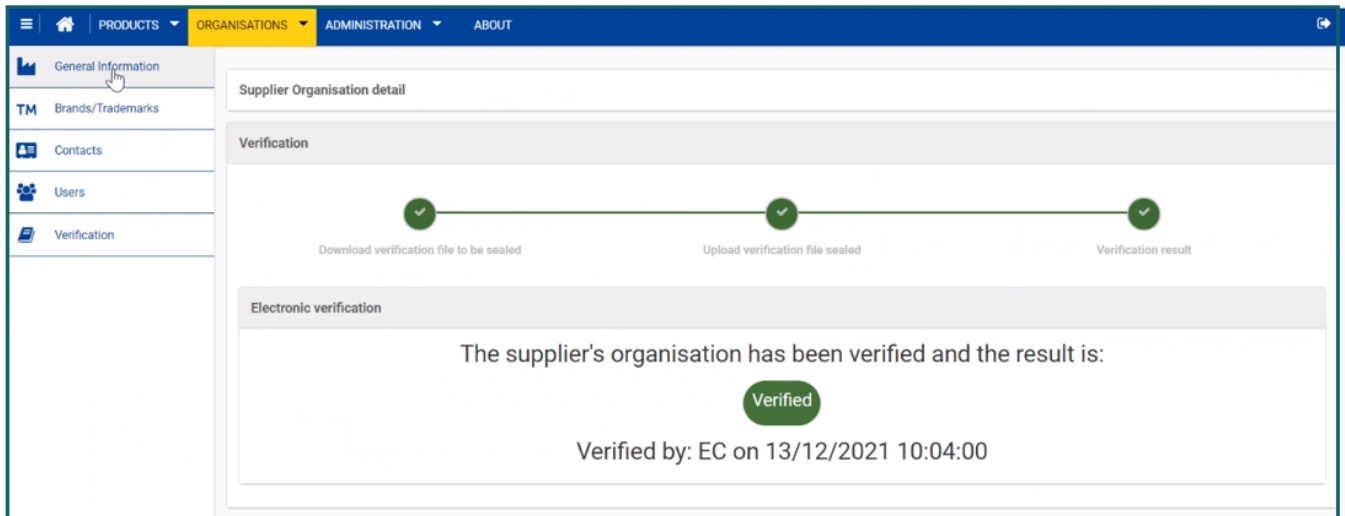 PRODUCTS ORGANISATIONS ADMINISTRATION ABOUT
General Information
TM Brands/Trademarks
Contacts
Users
Verification
Supplier Organisation detail
Verification
Download verification file to be sealed Upload verification file sealed Verification result
Electronic verification
The supplier's organisation has been verified and the result is:
Verified
Verified by: EC on 13/12/2021 10:04:00